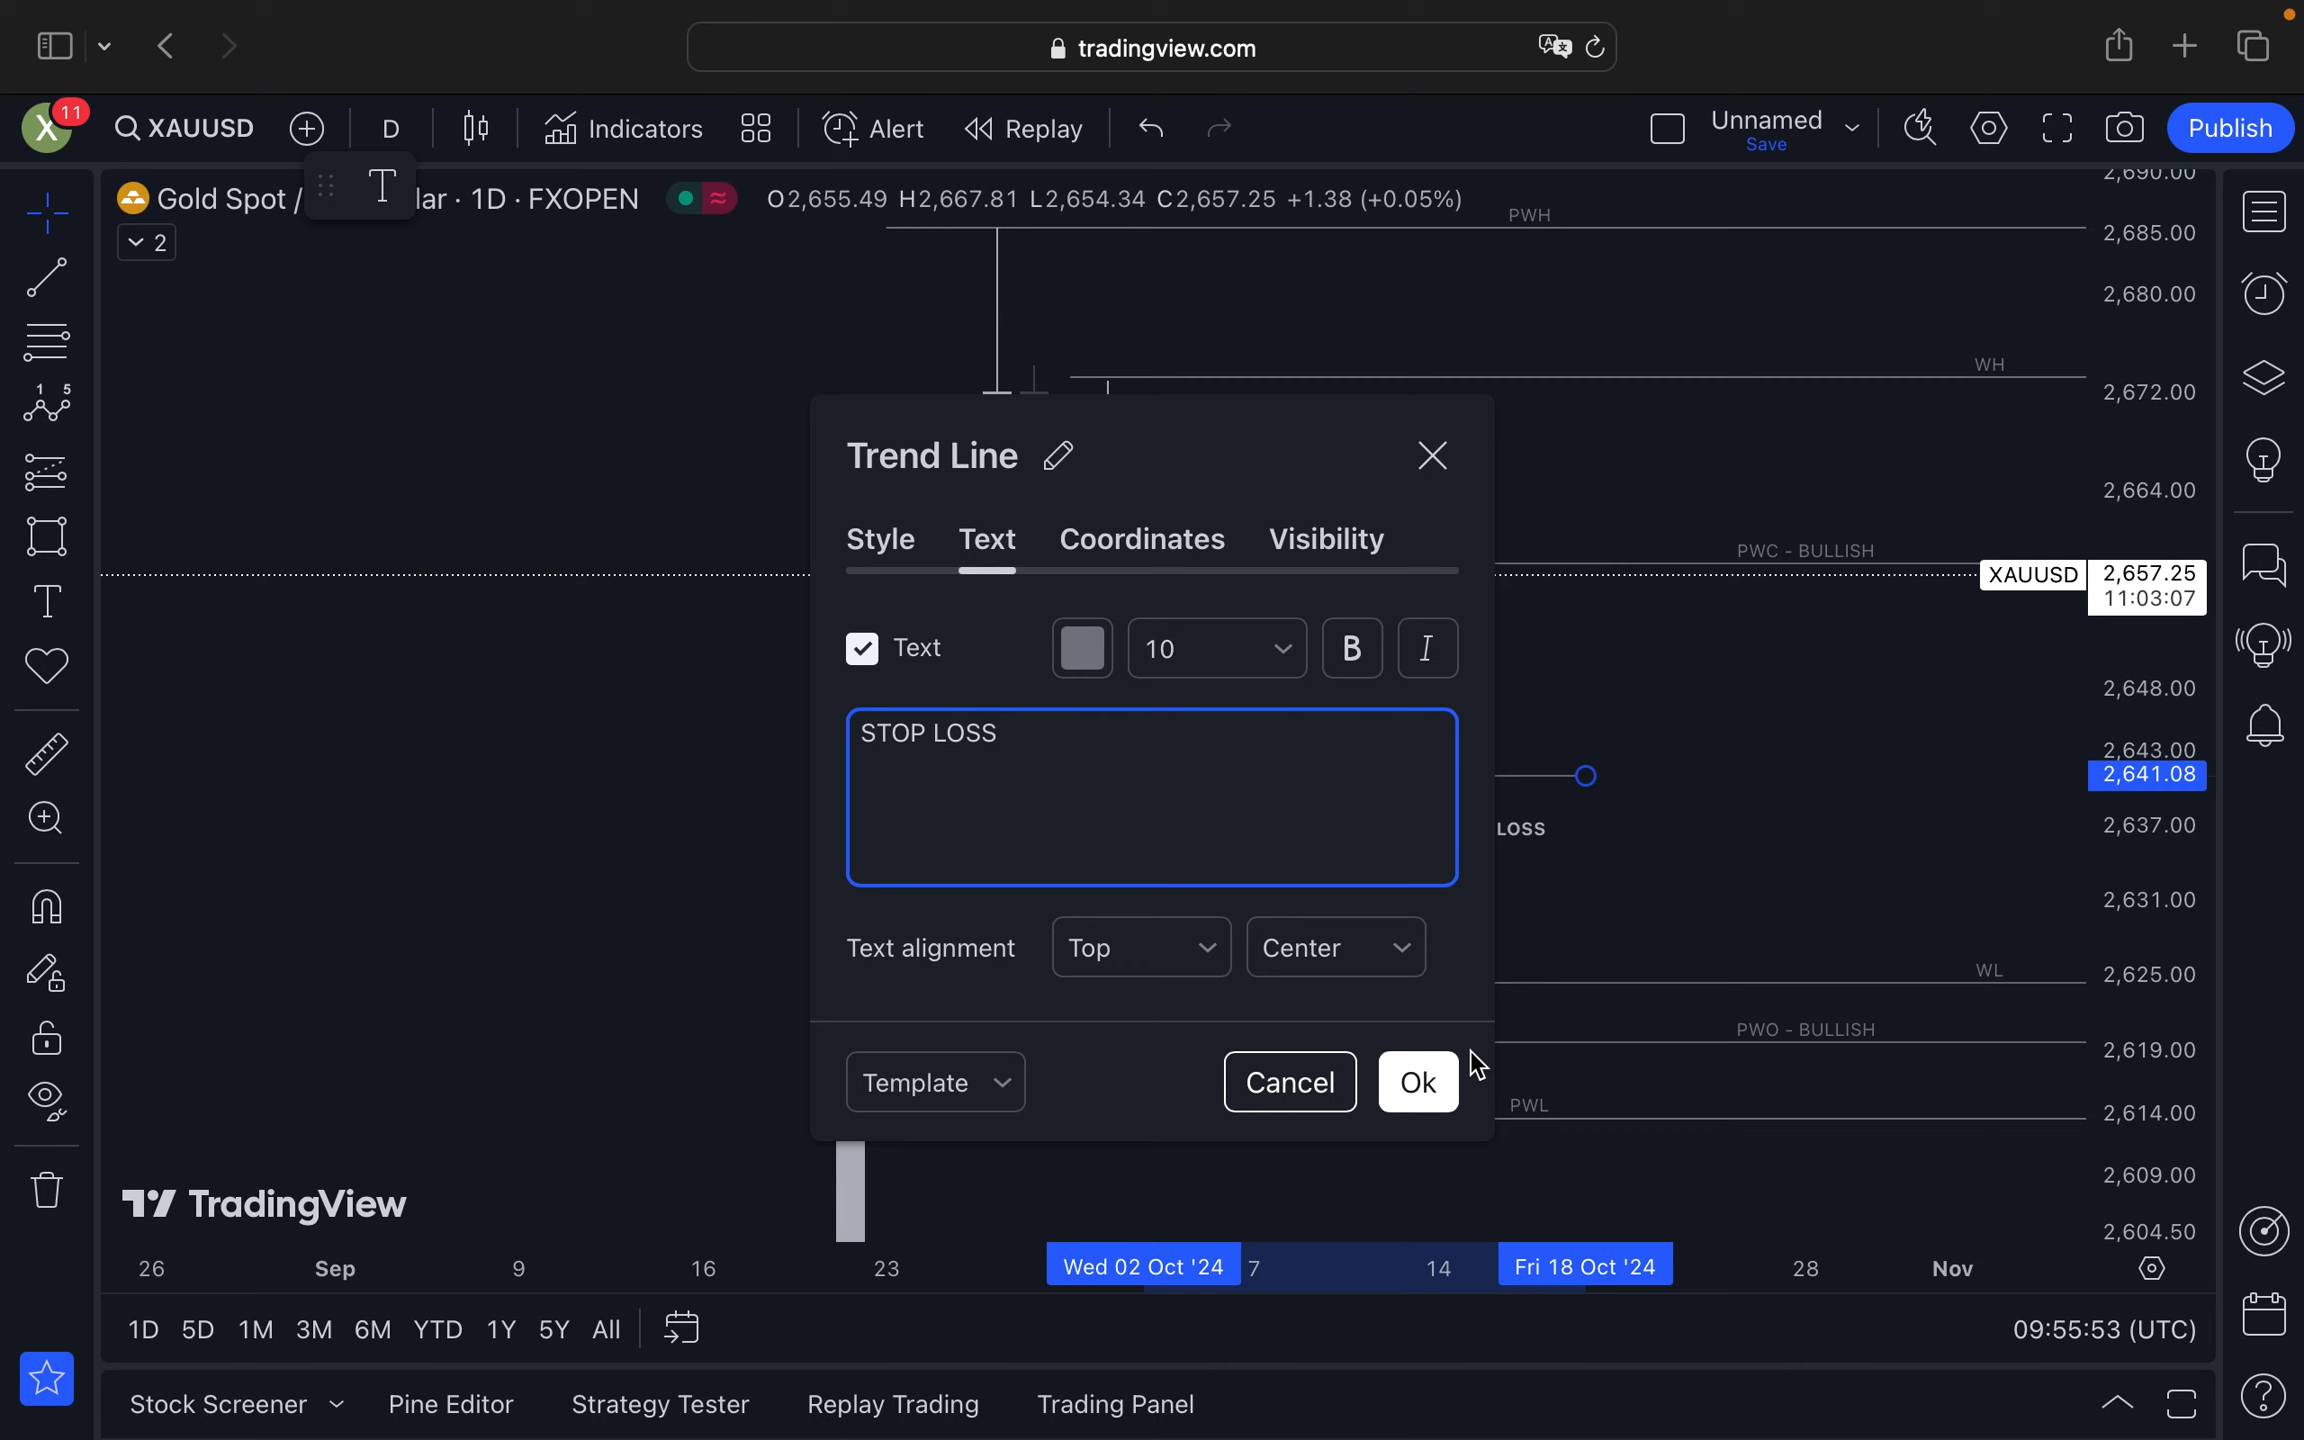 tradingview.com
X 11 XAUUSD D Indicators Alert Replay Unnamed Save Publish
Gold Spot / lar · 1D · FXOPEN O2,655.49 H2,667.81 L2,654.34 C2,657.25 +1.38 (+0.05%)
T
2
PWH
2,690.00
2,685.00
2,680.00
WH
2,672.00
2,664.00
PWC - BULLISH
XAUUSD 2,657.25
11:03:07
2,648.00
2,643.00
2,641.08
LOSS
2,637.00
2,631.00
WL
2,625.00
PWO - BULLISH
2,619.00
PWL
2,614.00
2,609.00
2,604.50
Trend Line
Style Text Coordinates Visibility
Text 10 B I
STOP LOSS
Text alignment Top Center
Template Cancel Ok
1 5
T
TradingView
26 Sep 9 16 23 Wed 02 Oct '24 7 14 Fri 18 Oct '24 28 Nov
1D 5D 1M 3M 6M YTD 1Y 5Y All 09:55:53 (UTC)
Stock Screener Pine Editor Strategy Tester Replay Trading Trading Panel